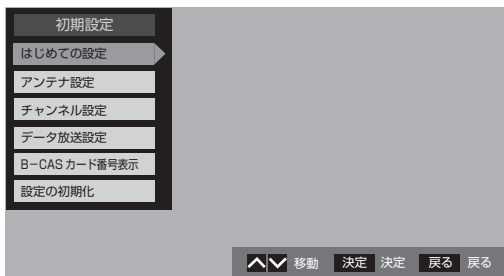 初期設定
はじめての設定
アンテナ設定
チャンネル設定
データ放送設定
B-CASカード番号表示
設定の初期化
移動 決定 決定 戻る 戻る